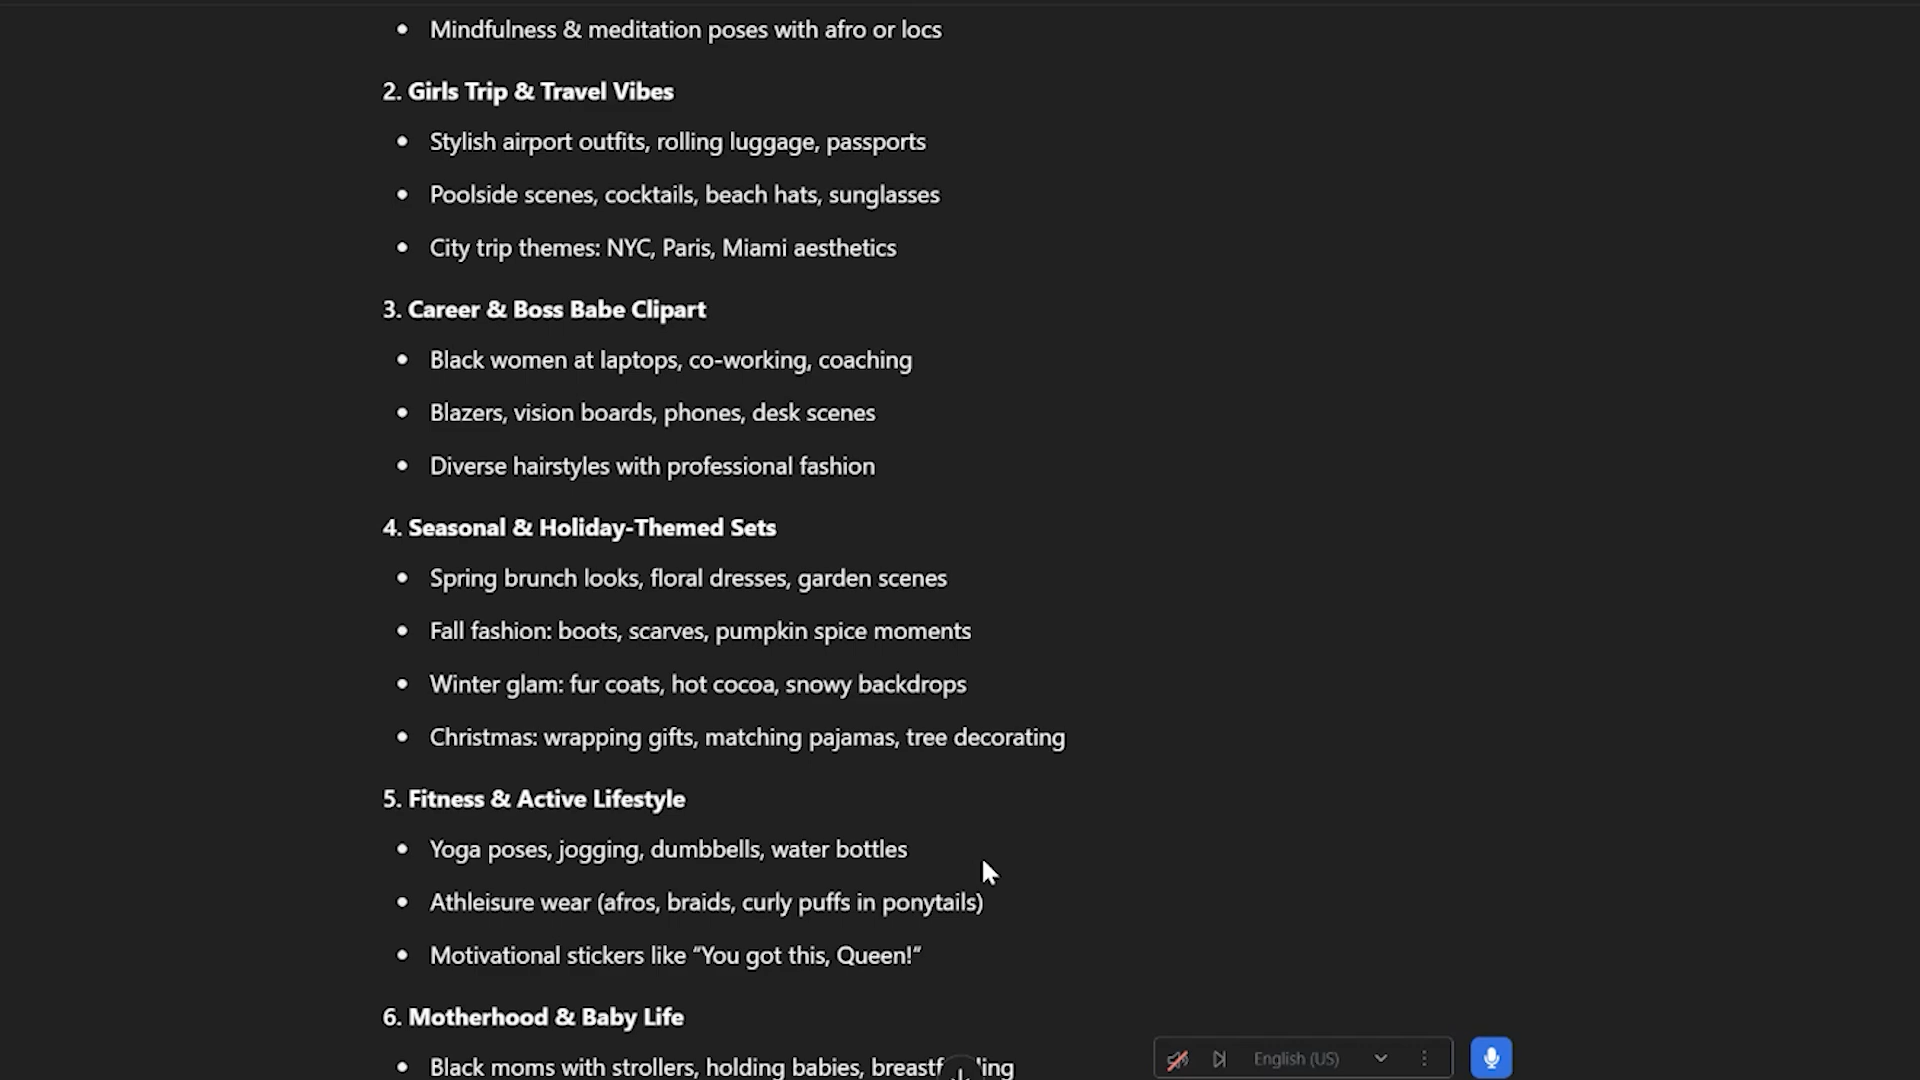 Mindfulness & meditation poses with afro or locs
2. Girls Trip & Travel Vibes
Stylish airport outfits, rolling luggage, passports
Poolside scenes, cocktails, beach hats, sunglasses
City trip themes: NYC, Paris, Miami aesthetics
3. Career & Boss Babe Clipart
Black women at laptops, co-working, coaching
Blazers, vision boards, phones, desk scenes
Diverse hairstyles with professional fashion
4. Seasonal & Holiday-Themed Sets
Spring brunch looks, floral dresses, garden scenes
Fall fashion: boots, scarves, pumpkin spice moments
Winter glam: fur coats, hot cocoa, snowy backdrops
Christmas: wrapping gifts, matching pajamas, tree decorating
5. Fitness & Active Lifestyle
Yoga poses, jogging, dumbbells, water bottles
Athleisure wear (afros, braids, curly puffs in ponytails)
Motivational stickers like “You got this, Queen!”
6. Motherhood & Baby Life
Black moms with strollers, holding babies,
English (US)